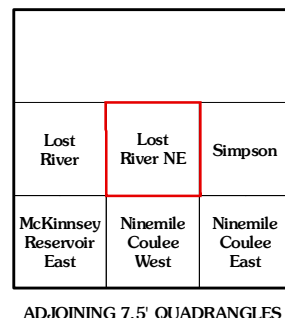 Lost
River
Lost
River NE
Simpson
McKinnsey
Reservoir
East
Ninemile
Coulee
West
Ninemile
Coulee
East
ADJOINING 7.5' QUADRANGLES